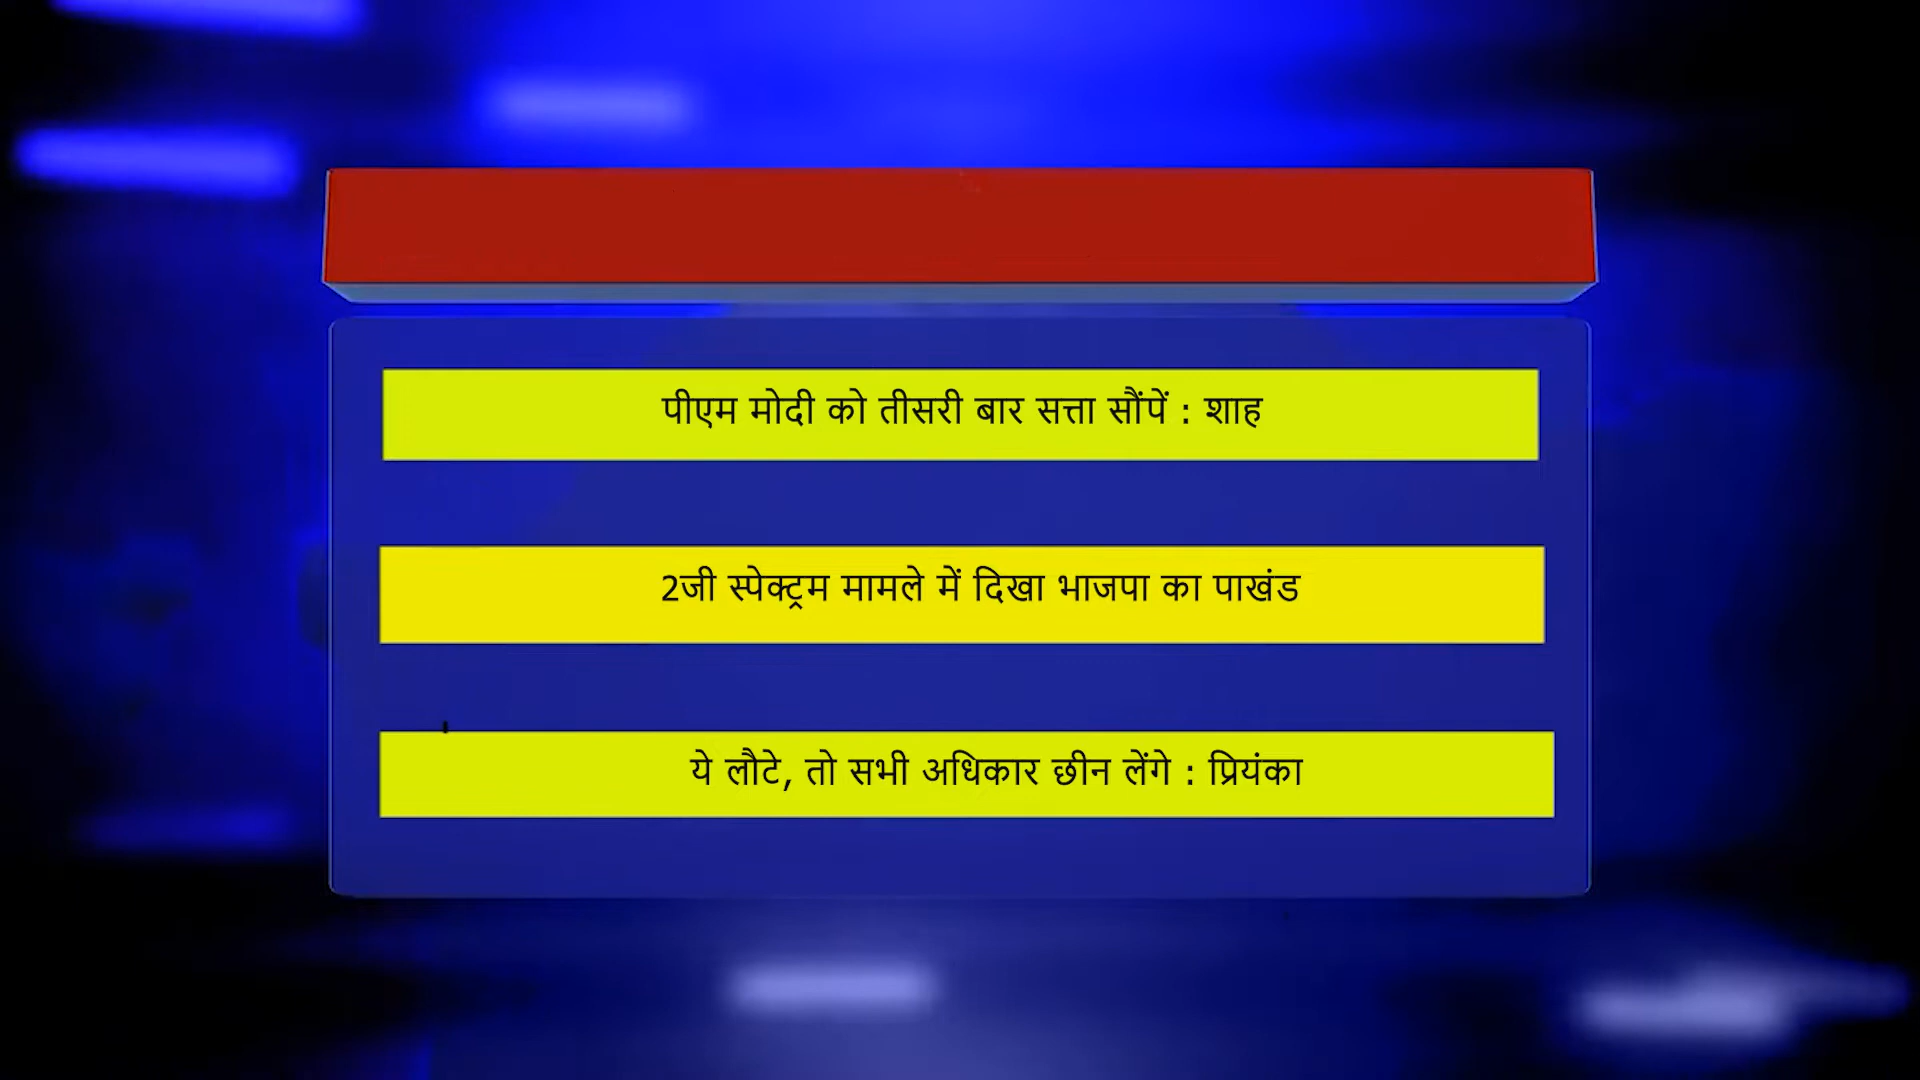 पीएम मोदी को तीसरी बार सत्ता सौंपें : शाह
2जी स्पेक्ट्रम मामले में दिखा भाजपा का पाखंड
ये लौटे, तो सभी अधिकार छीन लेंगे : प्रियंका